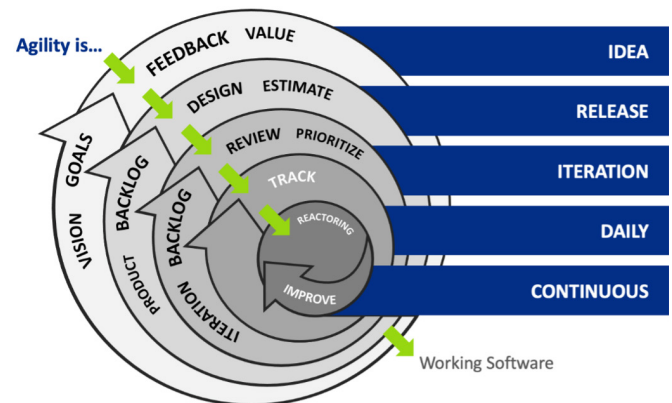 Agility is...
FEEDBACK VALUE
IDEA
DESIGN ESTIMATE
RELEASE
REVIEW PRIORITIZE
ITERATION
TRACK
DAILY
REACTORING
IMPROVE
CONTINUOUS
VISION GOALS
PRODUCT BACKLOG
ITERATION BACKLOG
Working Software